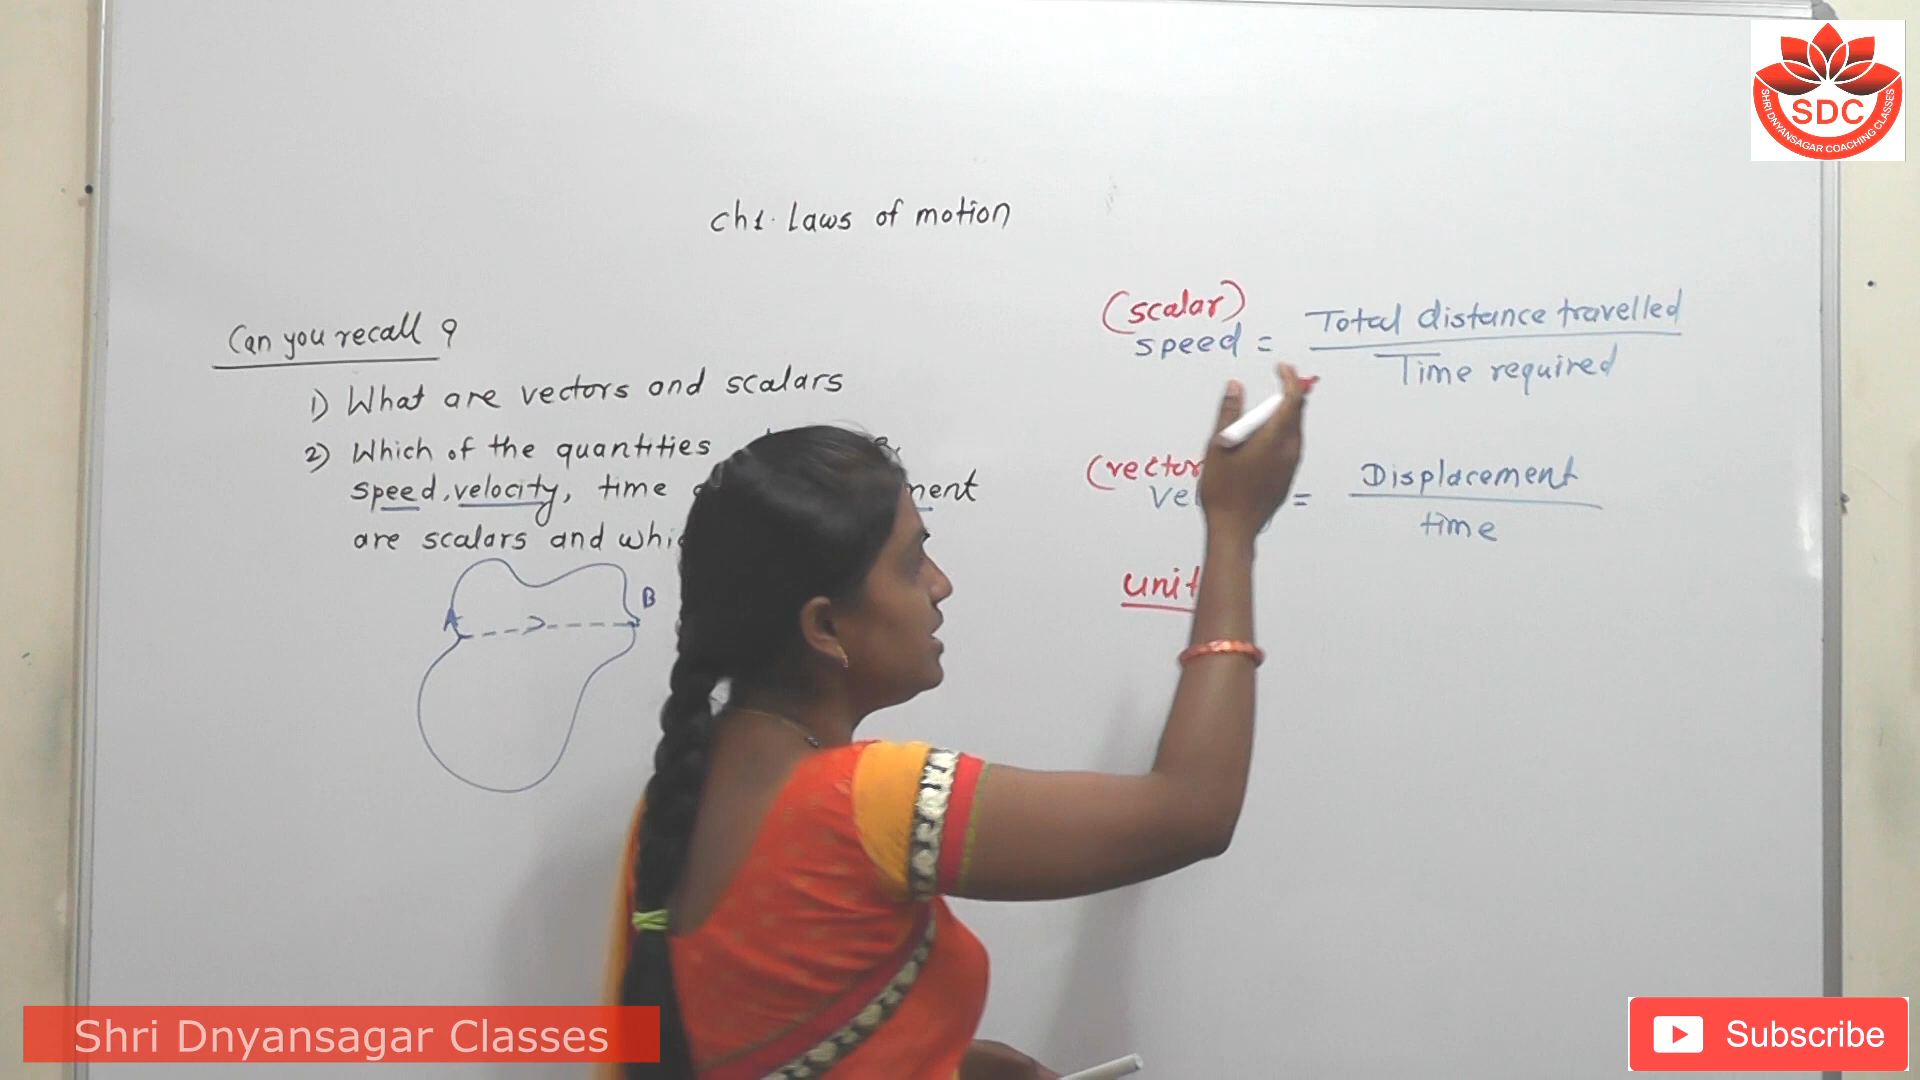 SDC
SHRI DNYANSAGAR COACHING CLASSES
ch1. Laws of motion
Can you recall ?
1) What are vectors and scalars
2) Which of the quantities
speed, velocity, time
are scalars and
A
B
(scalar)
speed = Total distance travelled
Time required
(vector
= Displacement
time
unit
Shri Dnyansagar Classes
Subscribe